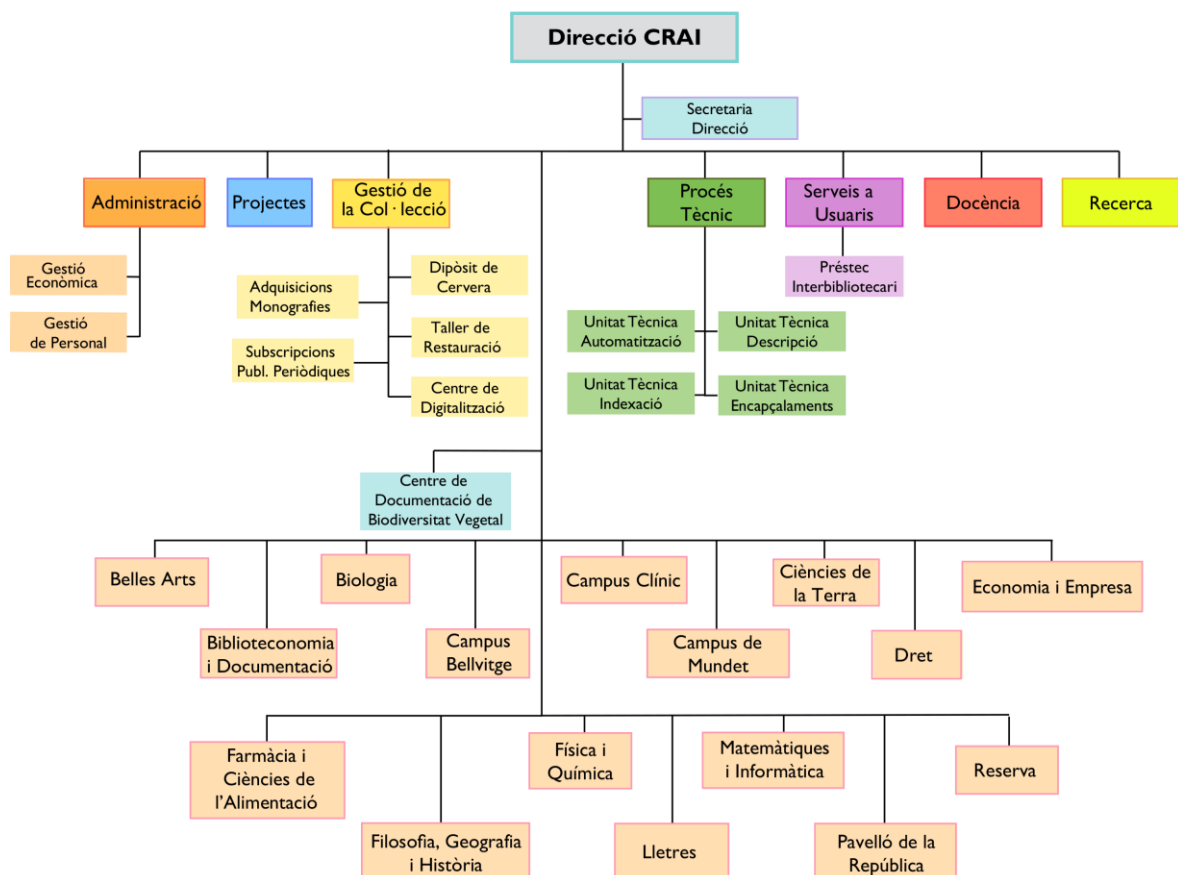 Direcció CRAI
Secretaria
Direcció
Administració
Projectes
Gestió de
la Col·lecció
Procés
Tècnic
Serveis a
Usuaris
Docència
Recerca
Gestió
Econòmica
Gestió
de Personal
Adquisicions
Monografies
Subscripcions
Publ. Periòdiques
Dipòsit de
Cervera
Taller de
Restauració
Centre de
Digitalització
Unitat Tècnica
Automatització
Unitat Tècnica
Indexació
Unitat Tècnica
Descripció
Unitat Tècnica
Encapçalaments
Préstec
Interbibliotecari
Centre de
Documentació de
Biodiversitat Vegetal
Belles Arts
Biblioteconomia
i Documentació
Biologia
Campus
Bellvitge
Campus Clínic
Campus de
Mundet
Ciències de
la Terra
Dret
Economia i Empresa
Farmàcia i
Ciències de
l'Alimentació
Filosofia, Geografia
i Història
Física i
Química
Lletres
Matemàtiques
i Informàtica
Pavelló de la
República
Reserva